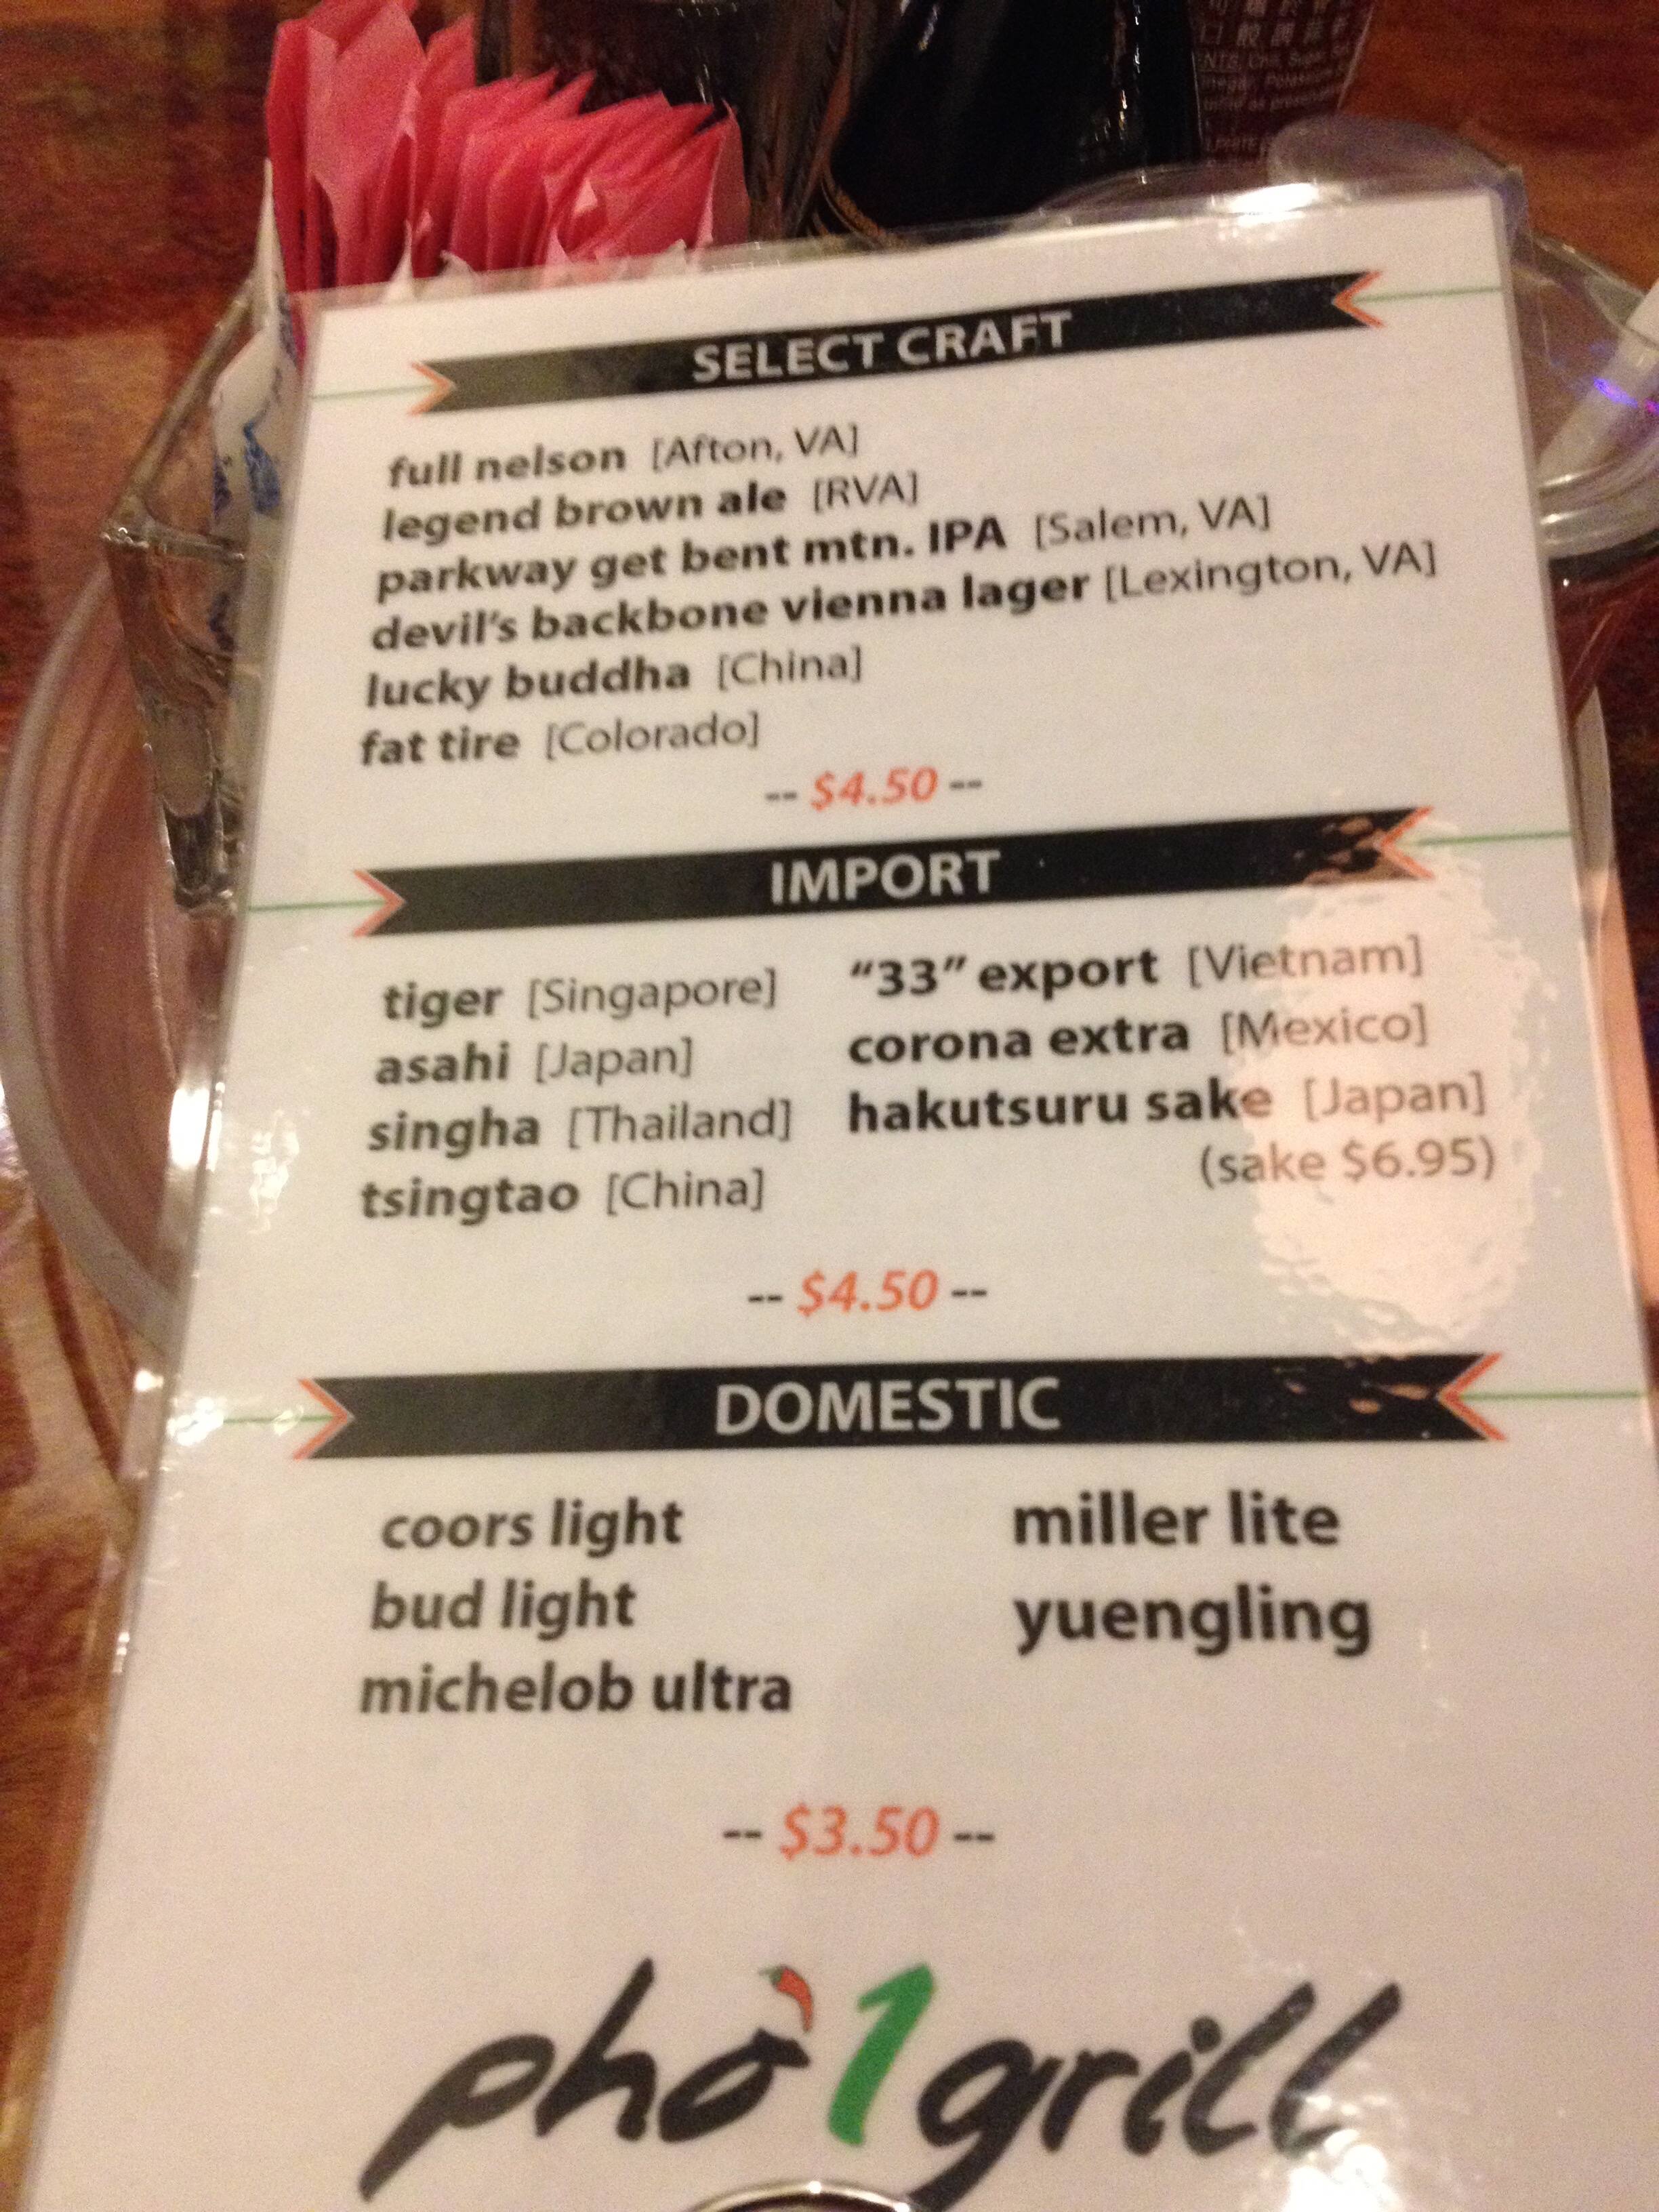 SELECT CRAFT
full nelson [Afton, VA]
legend brown ale [RVA]
parkway get bent mtn. IPA [Salem, VA]
devil's backbone vienna lager [Lexington, VA]
lucky buddha [China]
fat tire [Colorado]
-- $4.50 --
IMPORT
tiger [Singapore]
asahi [Japan]
singha [Thailand]
tsingtao [China]
“33” export [Vietnam]
corona extra [Mexico]
hakutsuru sake [Japan]
(sake $6.95)
-- $4.50 --
DOMESTIC
coors light
bud light
michelob ultra
miller lite
yuengling
-- $3.50 --
phở 1 grill